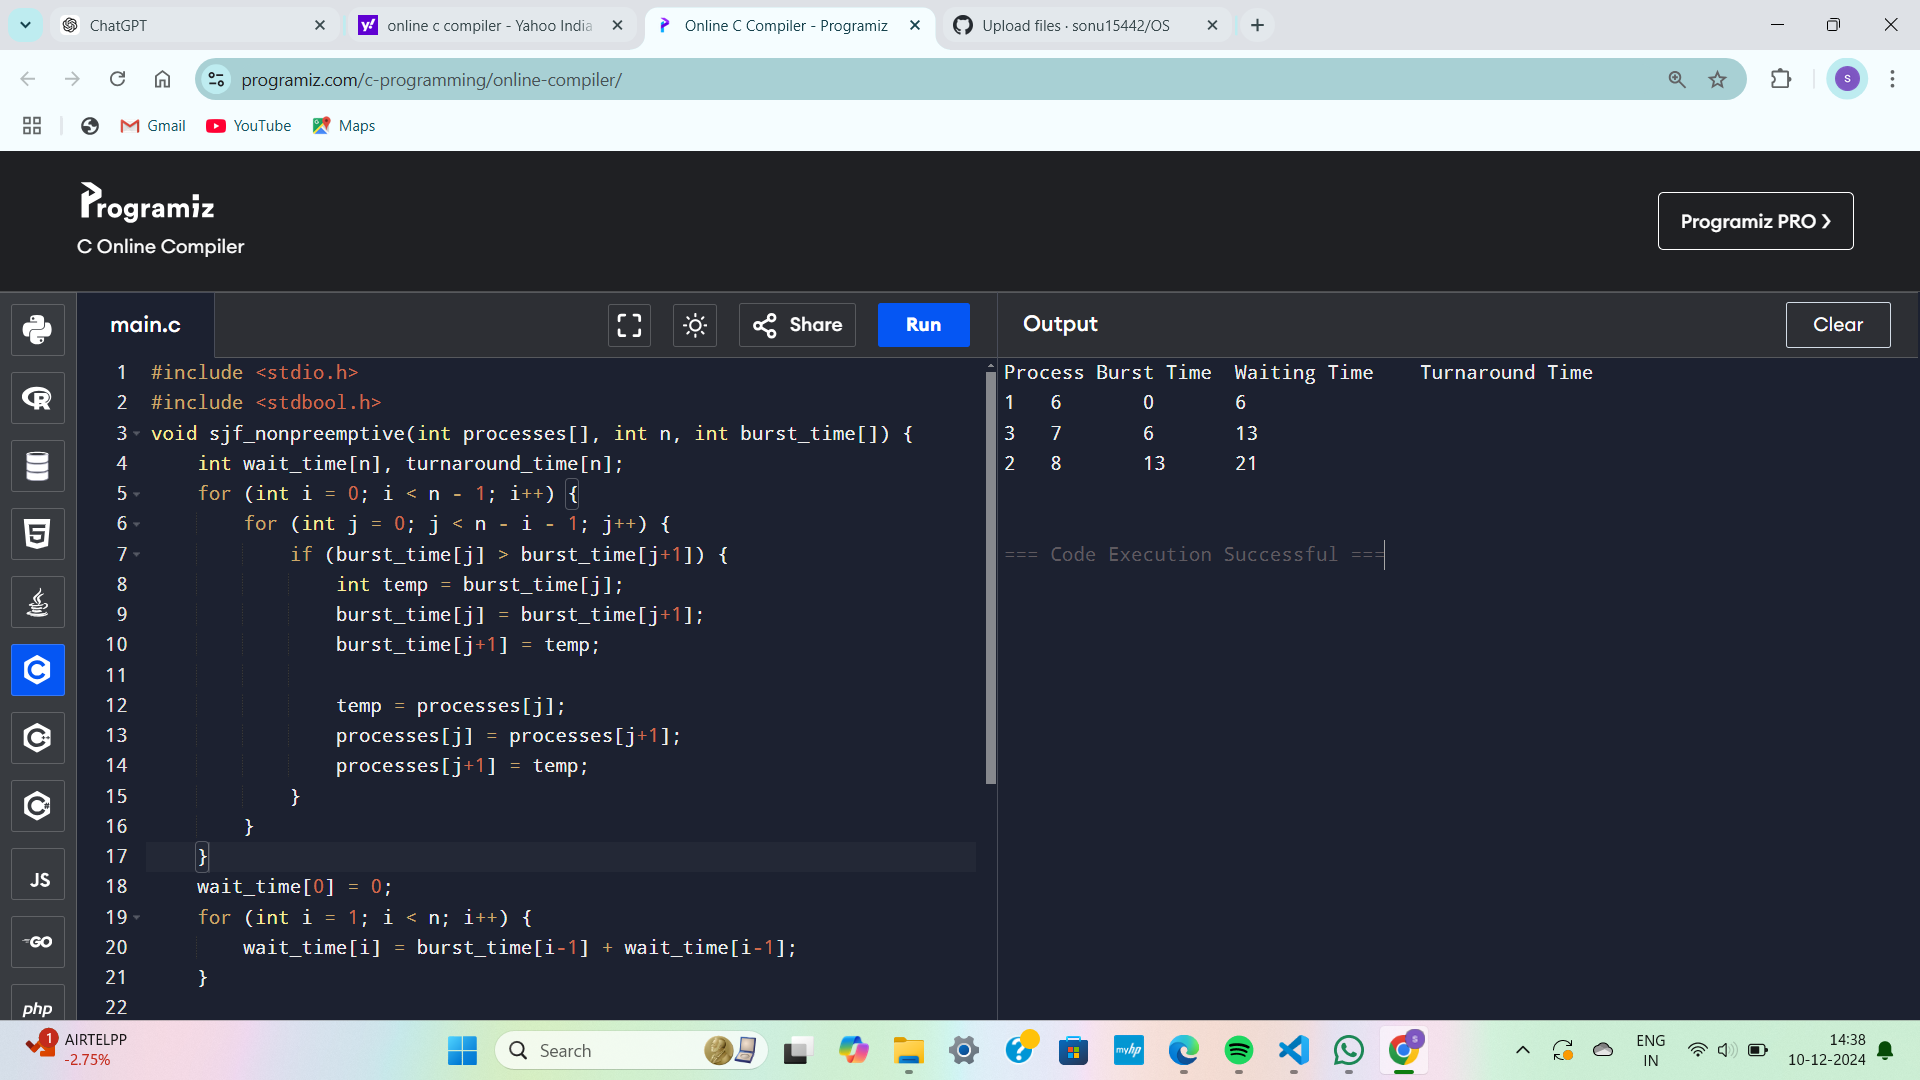 ChatGPT
online c compiler - Yahoo India
Online C Compiler - Programiz
Upload files · sonu15442/OS
programiz.com/c-programming/online-compiler/
S
Gmail
YouTube
Maps
Programiz
C Online Compiler
Programiz PRO
main.c
Share
Run
Output
Clear
1 #include <stdio.h>
2 #include <stdbool.h>
3 void sjf_nonpreemptive(int processes[], int n, int burst_time[]) {
4 int wait_time[n], turnaround_time[n];
5 for (int i = 0; i < n - 1; i++) {
6 for (int j = 0; j < n - i - 1; j++) {
7 if (burst_time[j] > burst_time[j+1]) {
8 int temp = burst_time[j];
9 burst_time[j] = burst_time[j+1];
10 burst_time[j+1] = temp;
11
12 temp = processes[j];
13 processes[j] = processes[j+1];
14 processes[j+1] = temp;
15 }
16 }
17 }
18 wait_time[0] = 0;
19 for (int i = 1; i < n; i++) {
20 wait_time[i] = burst_time[i-1] + wait_time[i-1];
21 }
22
Process Burst Time Waiting Time Turnaround Time
1 6 0 6
3 7 6 13
2 8 13 21
=== Code Execution Successful ===
JS
GO
php
1
AIRTELPP
-2.75%
Search
myhp
S
ENG
IN
14:38
10-12-2024